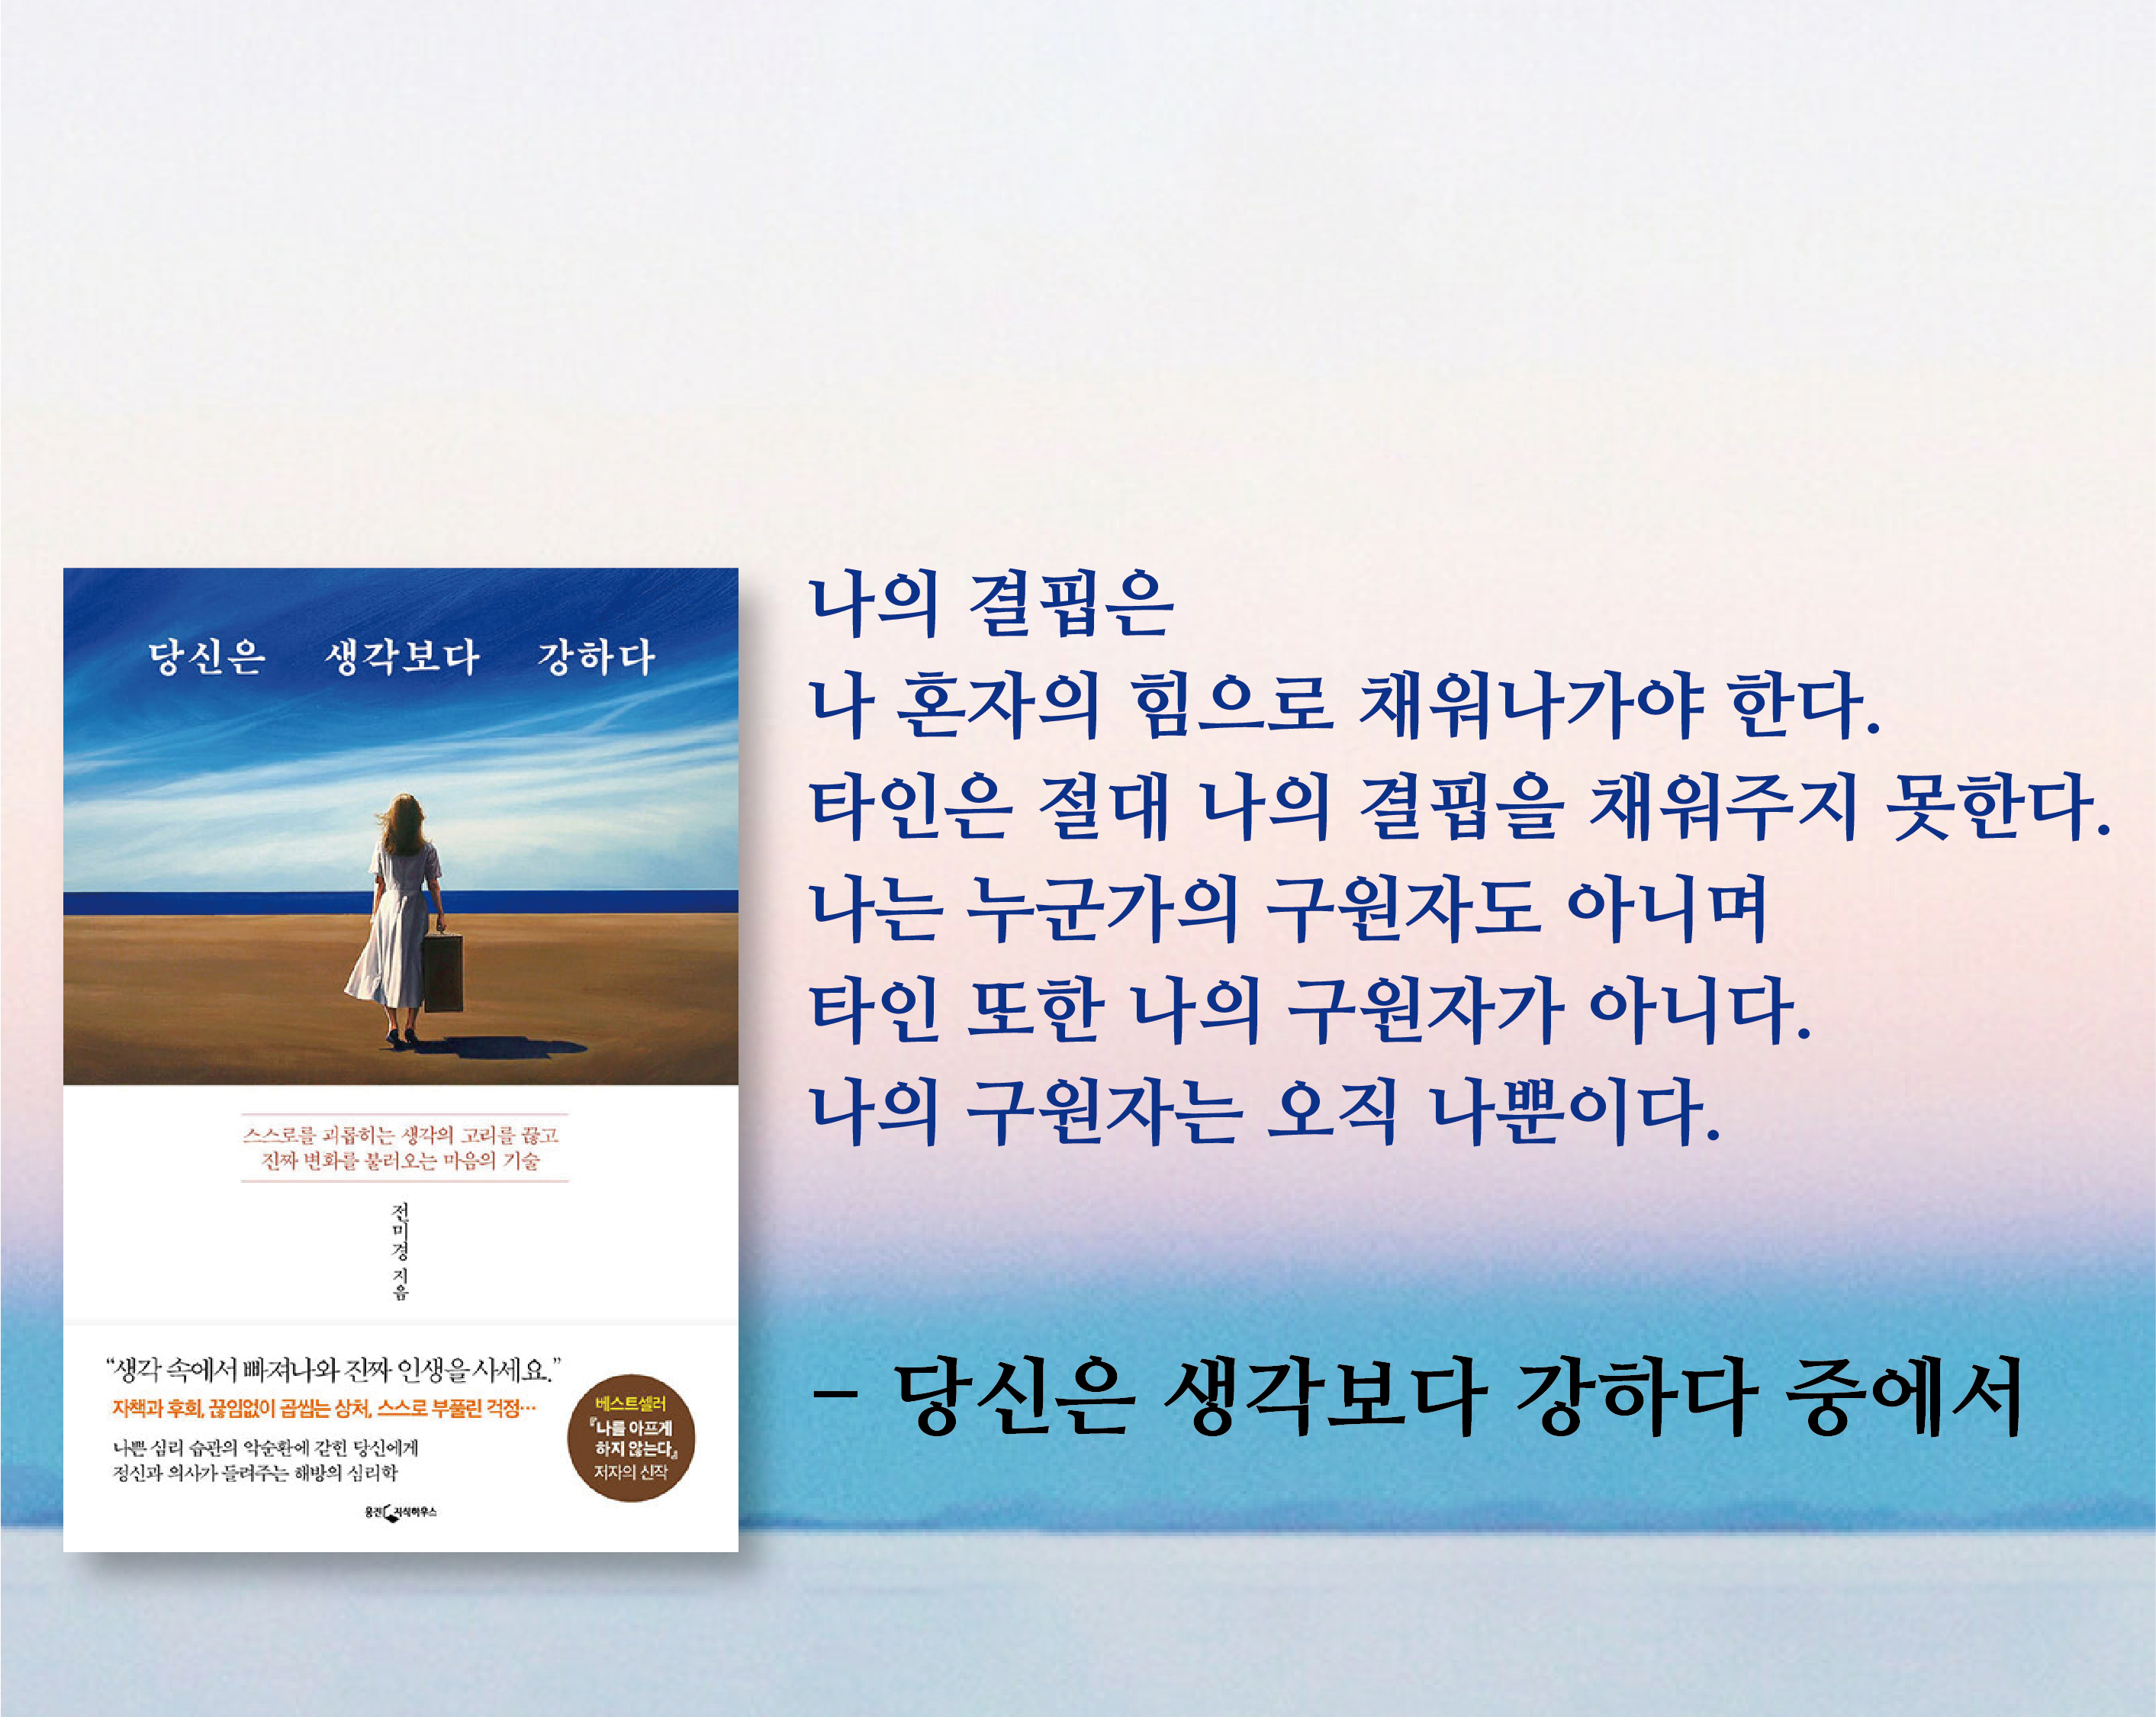 당신은 생각보다 강하다
스스로를 괴롭히는 생각의 고리를 끊고
진짜 변화를 불러오는 마음의 기술
전미경 지음
“생각 속에서 빠져나와 진짜 인생을 사세요.”
자책과 후회, 끊임없이 곱씹는 상처, 스스로 부풀린 걱정…
나쁜 심리 습관의 악순환에 갇힌 당신에게
정신과 의사가 들려주는 해방의 심리학
베스트셀러
『나를 아프게
하지 않는다』
저자의 신작
웅진 지식하우스
나의 결핍은
나 혼자의 힘으로 채워나가야 한다.
타인은 절대 나의 결핍을 채워주지 못한다.
나는 누군가의 구원자도 아니며
타인 또한 나의 구원자가 아니다.
나의 구원자는 오직 나뿐이다.
- 당신은 생각보다 강하다 중에서